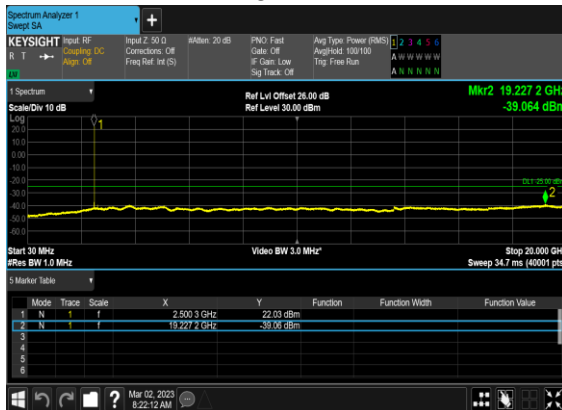 Spectrum Analyzer 1
Swept SA
KEYSIGHT Input: RF Input Z: 50 Ω #Atten: 20 dB PNO: Fast Avg Type: Power (RMS) 1 2 3 4 5 6
R T Coupling: DC Corrections: Off Gate: Off Avg|Hold: 100/100 A W W W W W
Align: Off Freq Ref: Int (S) IF Gain: Low Trig: Free Run
Sig Track: Off A N N N N N
1 Spectrum Ref Lvl Offset 26.00 dB Mkr2 19.227 2 GHz
Scale/Div 10 dB Ref Level 30.00 dBm -39.064 dBm
Log
20.0
10.0
0.00
-10.0
-20.0
-30.0
-40.0
-50.0
-60.0
1
DL1 -25.00 dBm
2
Start 30 MHz Video BW 3.0 MHz* Stop 20.000 GHz
#Res BW 1.0 MHz Sweep 34.7 ms (40001 pts)
5 Marker Table
Mode Trace Scale X Y Function Function Width Function Value
1 N 1 f 2.500 3 GHz 22.03 dBm
2 N 1 f 19.227 2 GHz -39.06 dBm
3
4
5
6
? Mar 02, 2023
8:22:12 AM